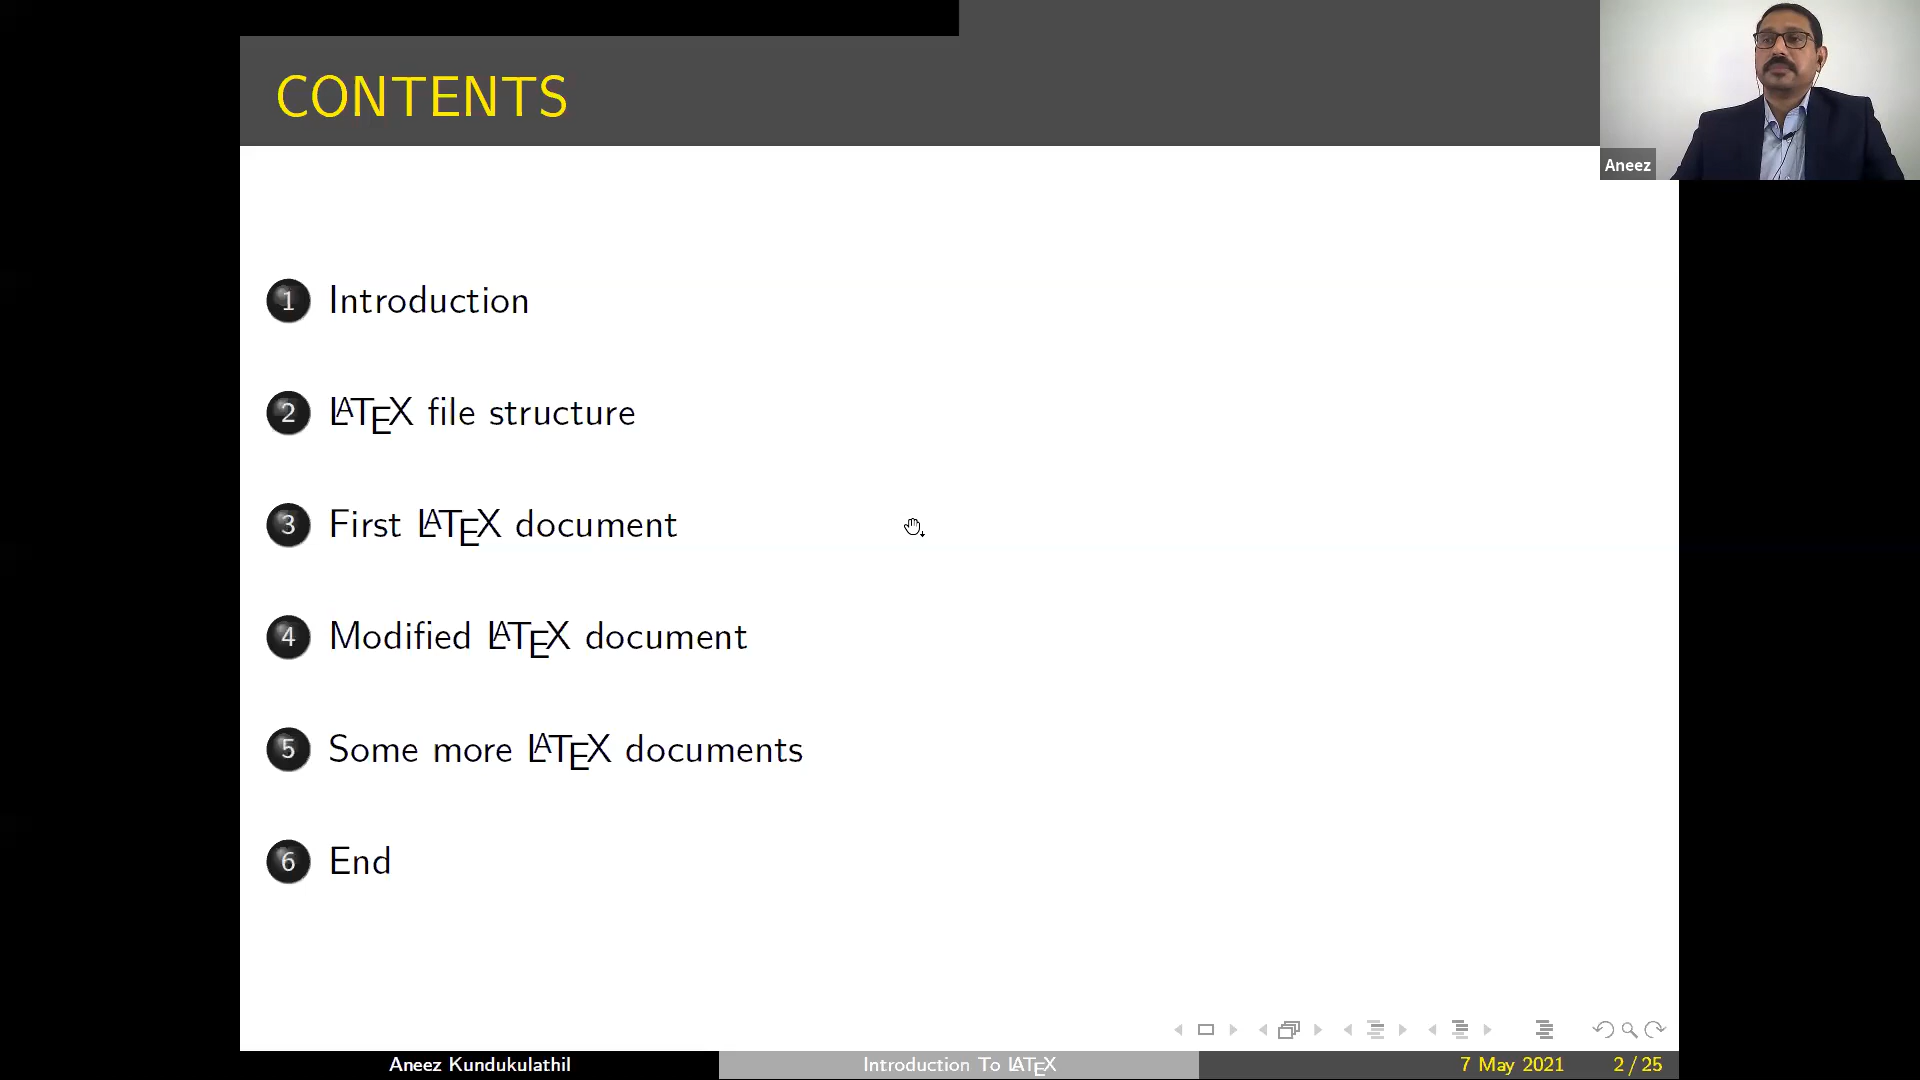 CONTENTS
Aneez
1 Introduction
2 LATEX file structure
3 First LATEX document
4 Modified LATEX document
5 Some more LATEX documents
6 End
Aneez Kundukulathil
Introduction To LATEX
7 May 2021
2 / 25